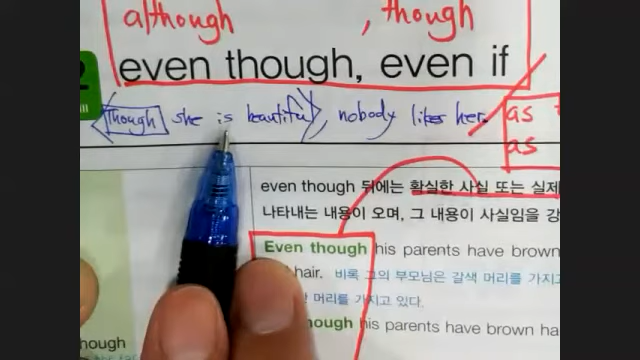 although , though
even though, even if
Though she is beautiful, nobody likes her.
as
as
even though 뒤에는 확실한 사실 또는 실제
나타내는 내용이 오며, 그 내용이 사실임을 강
Even though his parents have brown
hair. 비록 그의 부모님은 갈색 머리를 가지고
머리를 가지고 있다.
though his parents have brown ha
hough